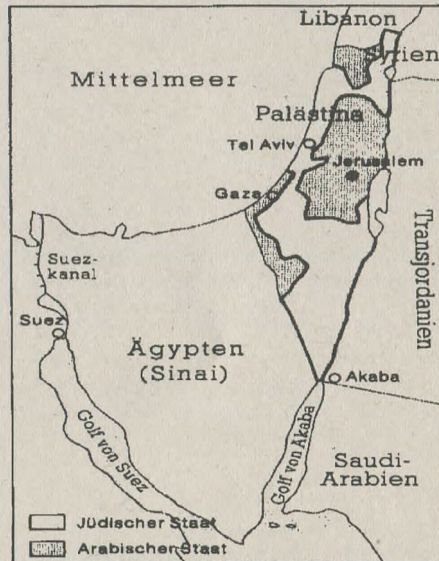 Libanon
Syrien
Mittelmeer
Palästina
Tel Aviv
Jerusalem
Gaza
Transjordanien
Suez-
kanal
Suez
Ägypten
(Sinai)
Akaba
Golf von Suez
Golf von Akaba
Saudi-
Arabien
Jüdischer Staat
Arabischer Staat